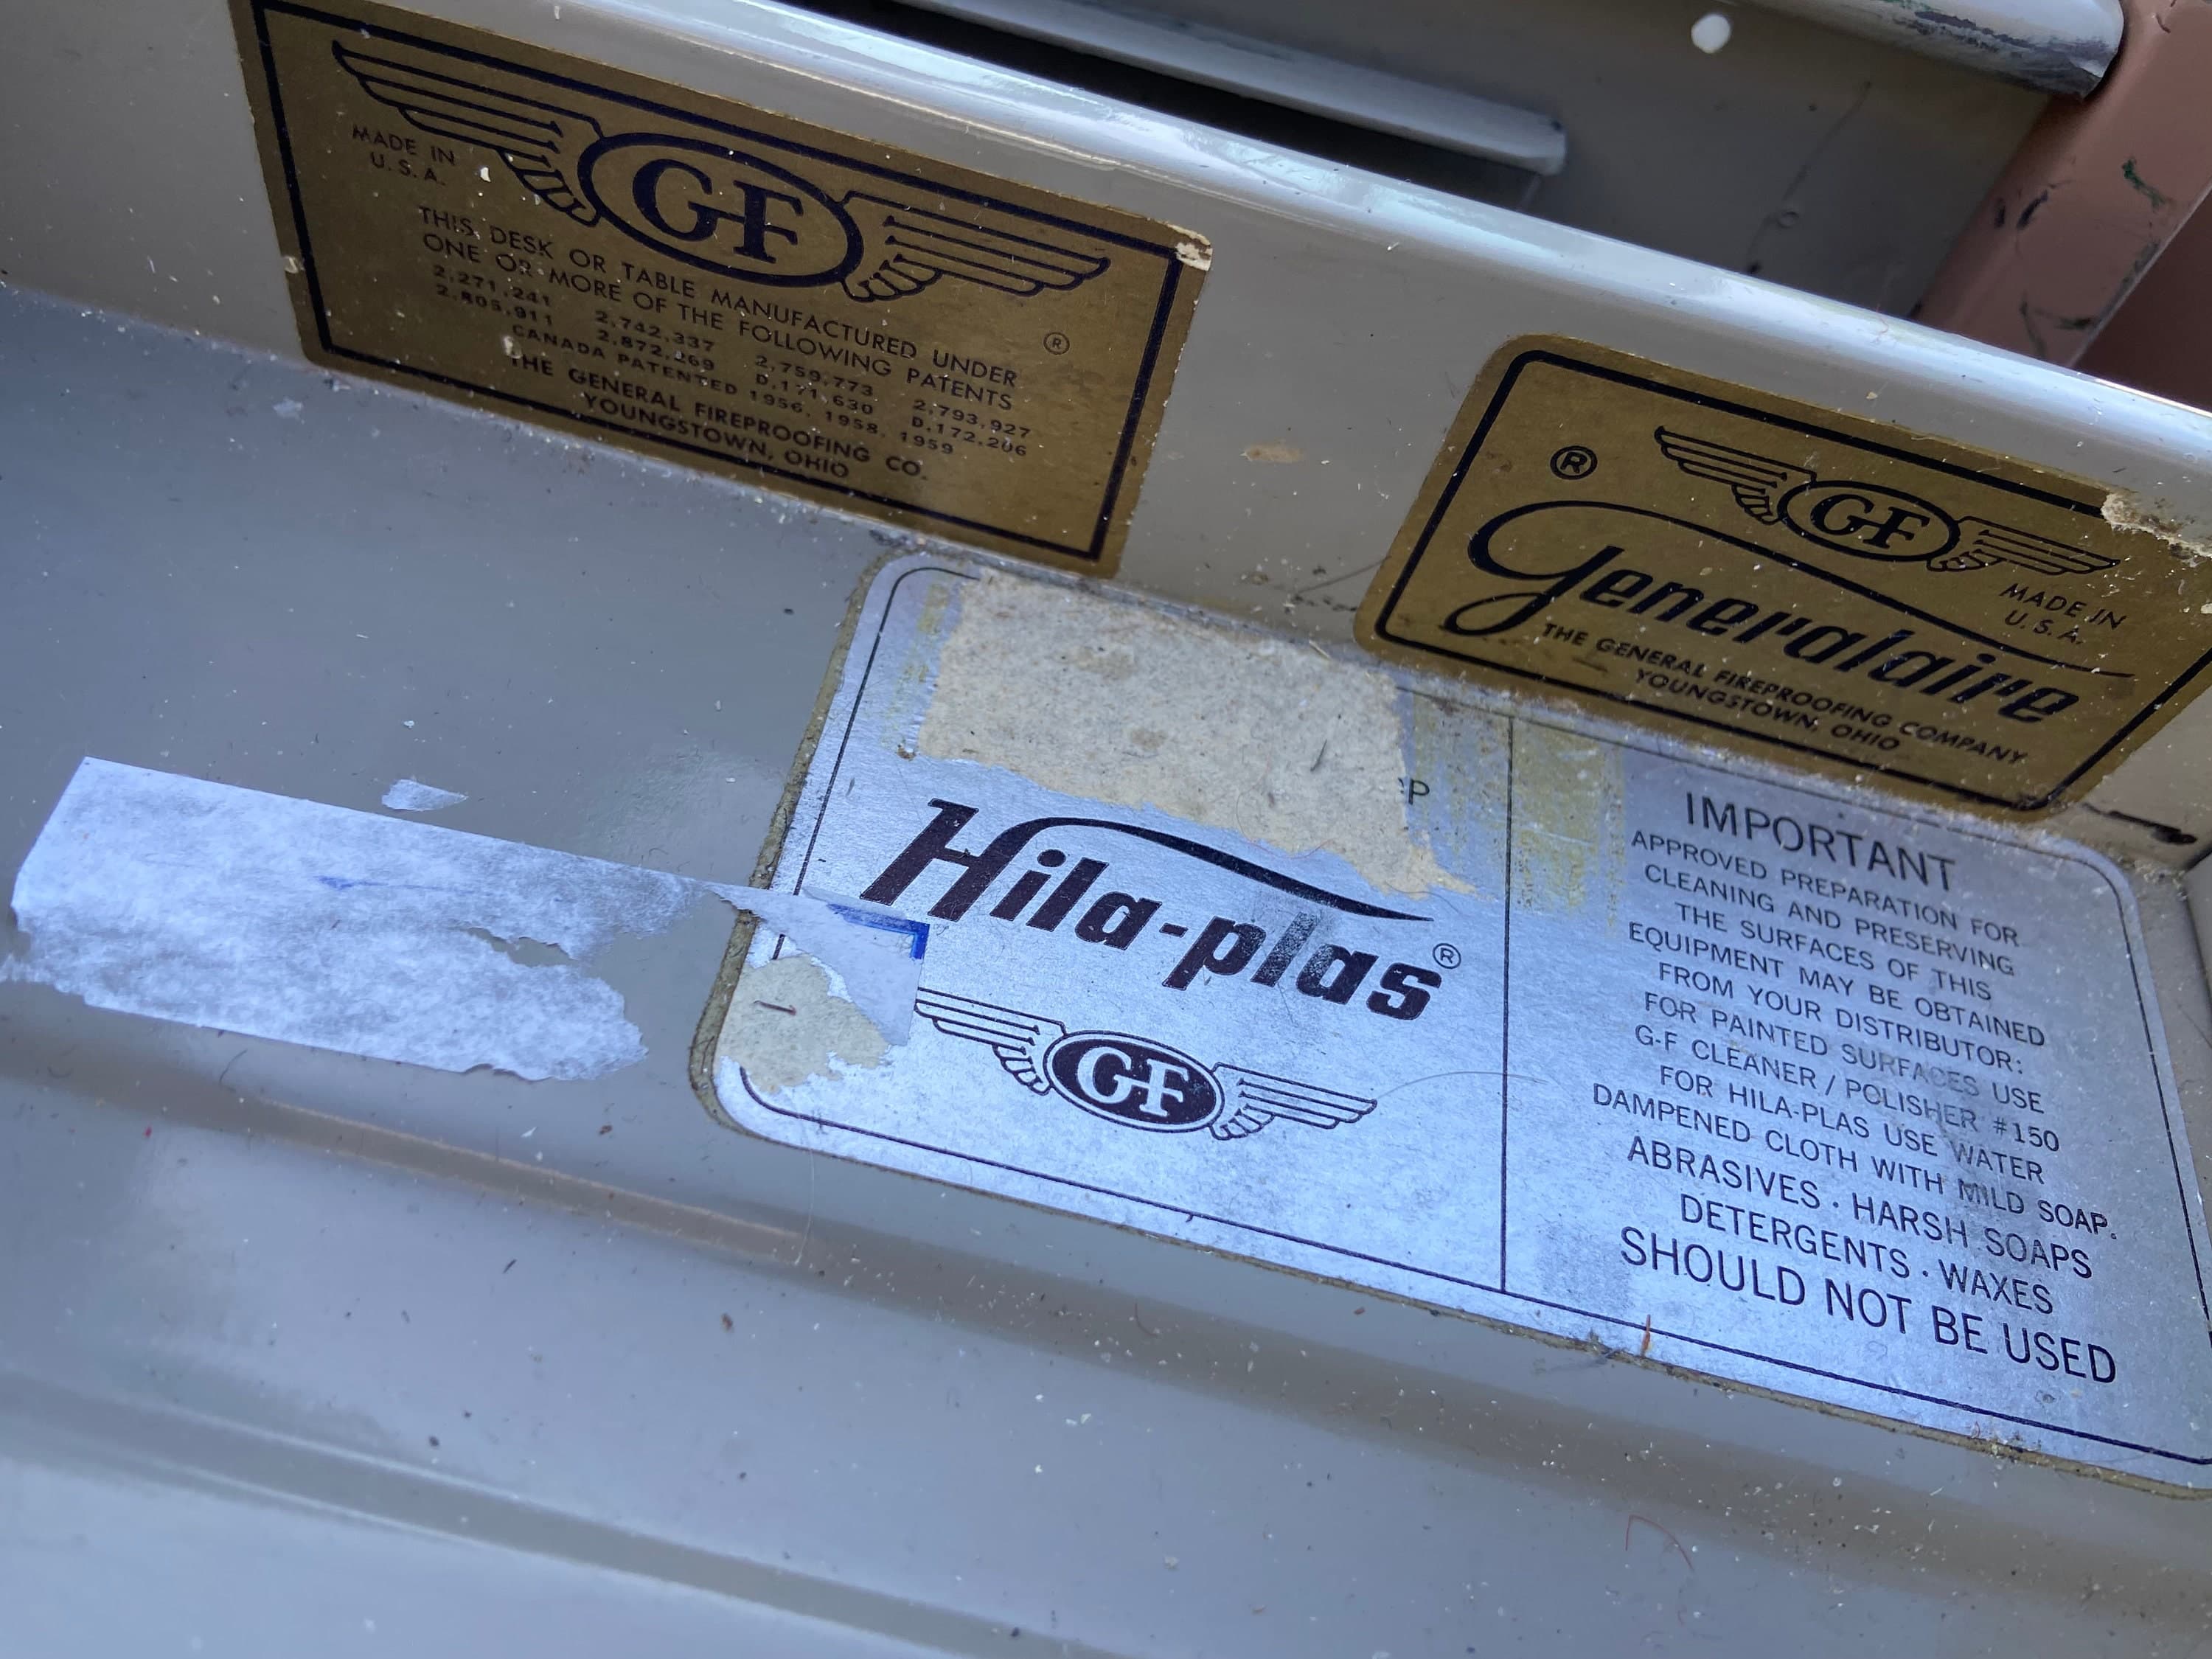 GF
MADE IN
U.S.A.
®
THIS DESK OR TABLE MANUFACTURED UNDER
ONE OR MORE OF THE FOLLOWING PATENTS
2,271,241 2,742,337 2,759,773 2,793,927
2,805,911 2,872,269 D.171,630 D.172,206
CANADA PATENTED 1956, 1958, 1959
THE GENERAL FIREPROOFING CO.
YOUNGSTOWN, OHIO
GF
®
Generalaire
MADE IN
U.S.A.
THE GENERAL FIREPROOFING COMPANY
YOUNGSTOWN, OHIO
P
Hila-plas®
GF
IMPORTANT
APPROVED PREPARATION FOR
CLEANING AND PRESERVING
THE SURFACES OF THIS
EQUIPMENT MAY BE OBTAINED
FROM YOUR DISTRIBUTOR:
FOR PAINTED SURFACES USE
G-F CLEANER / POLISHER #150
FOR HILA-PLAS USE WATER
DAMPENED CLOTH WITH MILD SOAP.
ABRASIVES · HARSH SOAPS
DETERGENTS · WAXES
SHOULD NOT BE USED